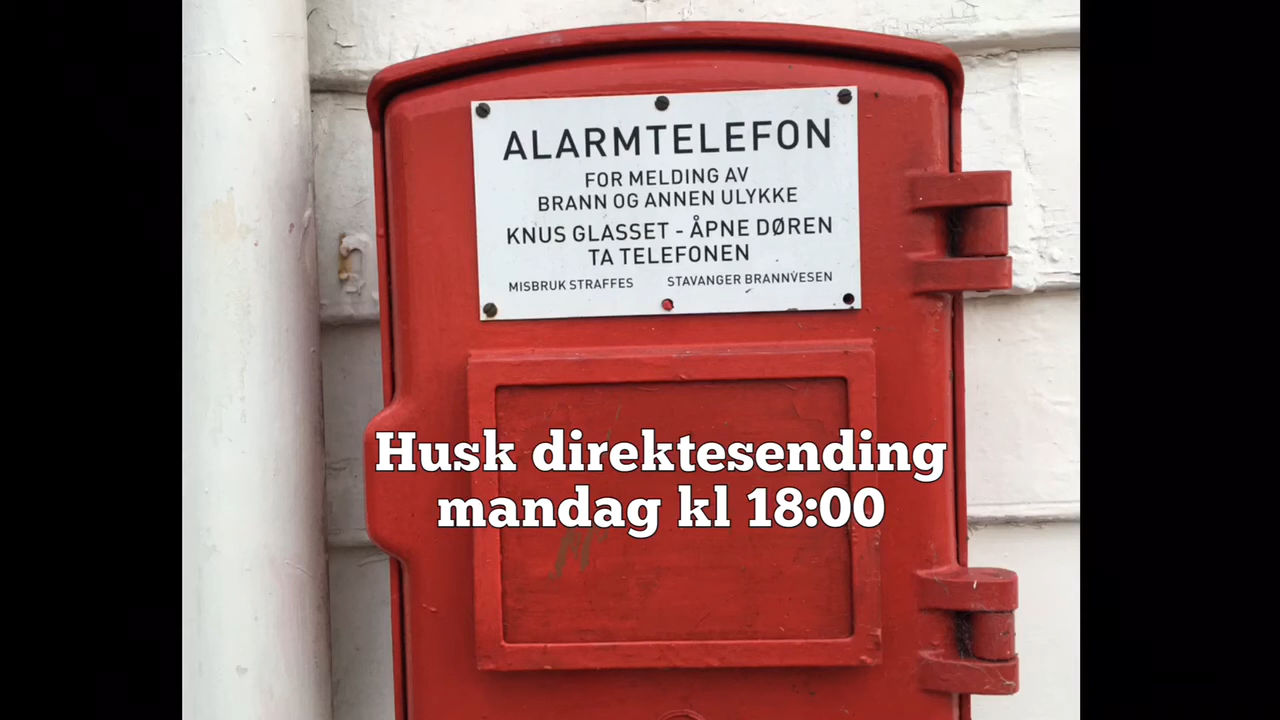 ALARMTELEFON
FOR MELDING AV
BRANN OG ANNEN ULYKKE
KNUS GLASSET - ÅPNE DØREN
TA TELEFONEN
MISBRUK STRAFFES STAVANGER BRANNVESEN
Husk direktesending
mandag kl 18:00